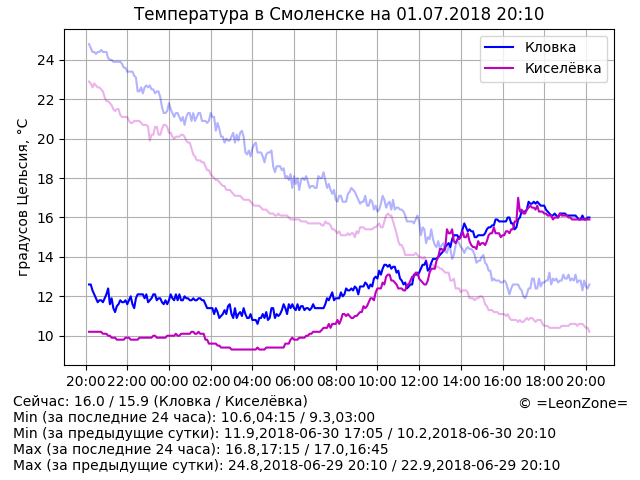 Температура в Смоленске на 01.07.2018 20:10
Кловка
Киселёвка
градусов Цельсия, °C
24
22
20
18
16
14
12
10
20:00 22:00 00:00 02:00 04:00 06:00 08:00 10:00 12:00 14:00 16:00 18:00 20:00
Сейчас: 16.0 / 15.9 (Кловка / Киселёвка)
© =LeonZone=
Min (за последние 24 часа): 10.6,04:15 / 9.3,03:00
Min (за предыдущие сутки): 11.9,2018-06-30 17:05 / 10.2,2018-06-30 20:10
Max (за последние 24 часа): 16.8,17:15 / 17.0,16:45
Max (за предыдущие сутки): 24.8,2018-06-29 20:10 / 22.9,2018-06-29 20:10